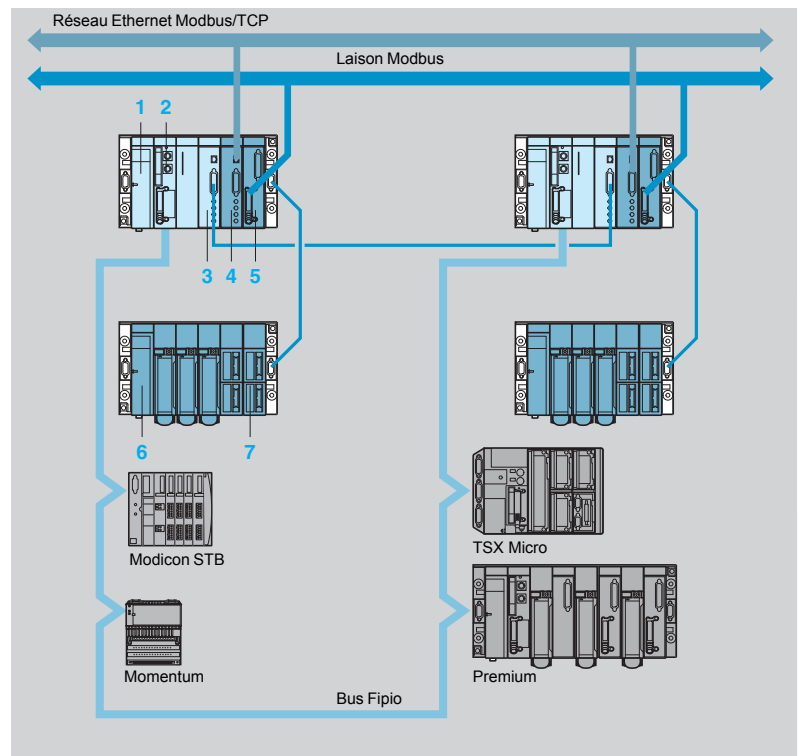 Réseau Ethernet Modbus/TCP
Laison Modbus
1 2
3 4 5
6 7
Modicon STB
TSX Micro
Momentum
Premium
Bus Fipio